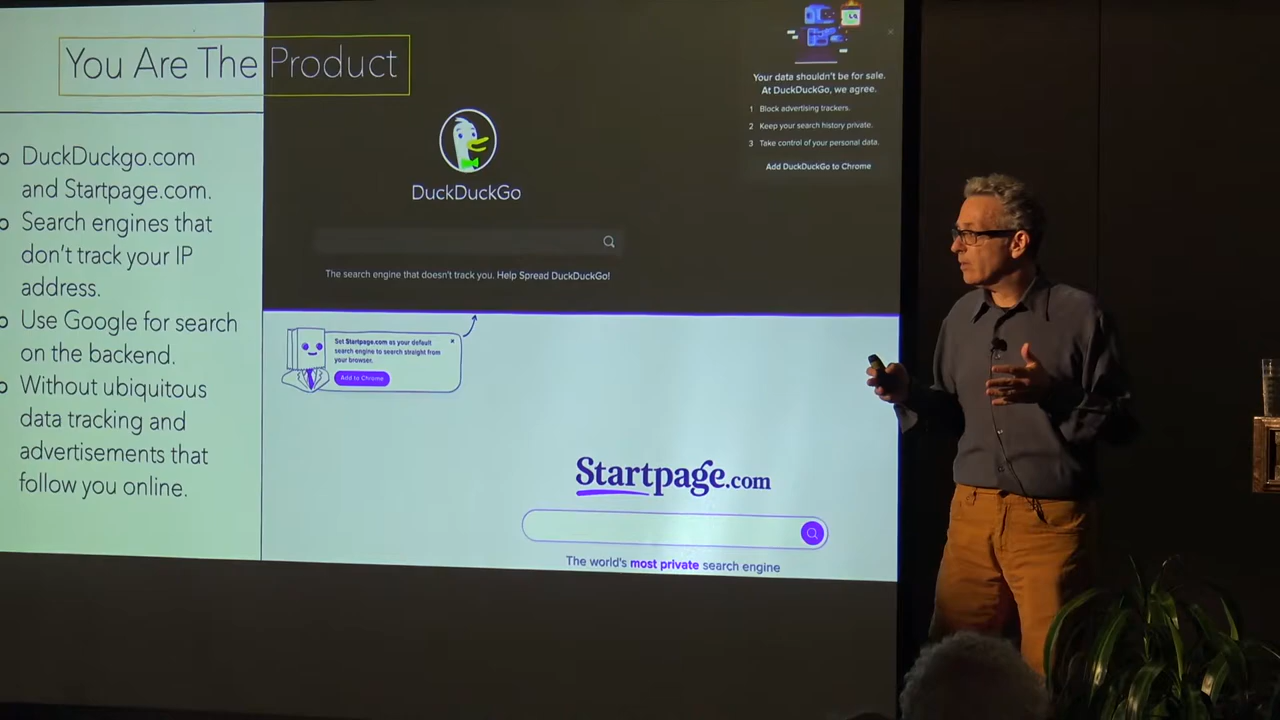 You Are The Product
DuckDuckgo.com
and Startpage.com.
Search engines that
don't track your IP
address.
Use Google for search
on the backend.
Without ubiquitous
data tracking and
advertisements that
follow you online.
Your data shouldn't be for sale.
At DuckDuckGo, we agree.
1 Block advertising trackers.
2 Keep your search history private.
3 Take control of your personal data.
Add DuckDuckGo to Chrome
DuckDuckGo
The search engine that doesn't track you. Help Spread DuckDuckGo!
Set Startpage.com as your default
search engine to search straight from
your browser.
Add to Chrome
Startpage.com
The world's most private search engine